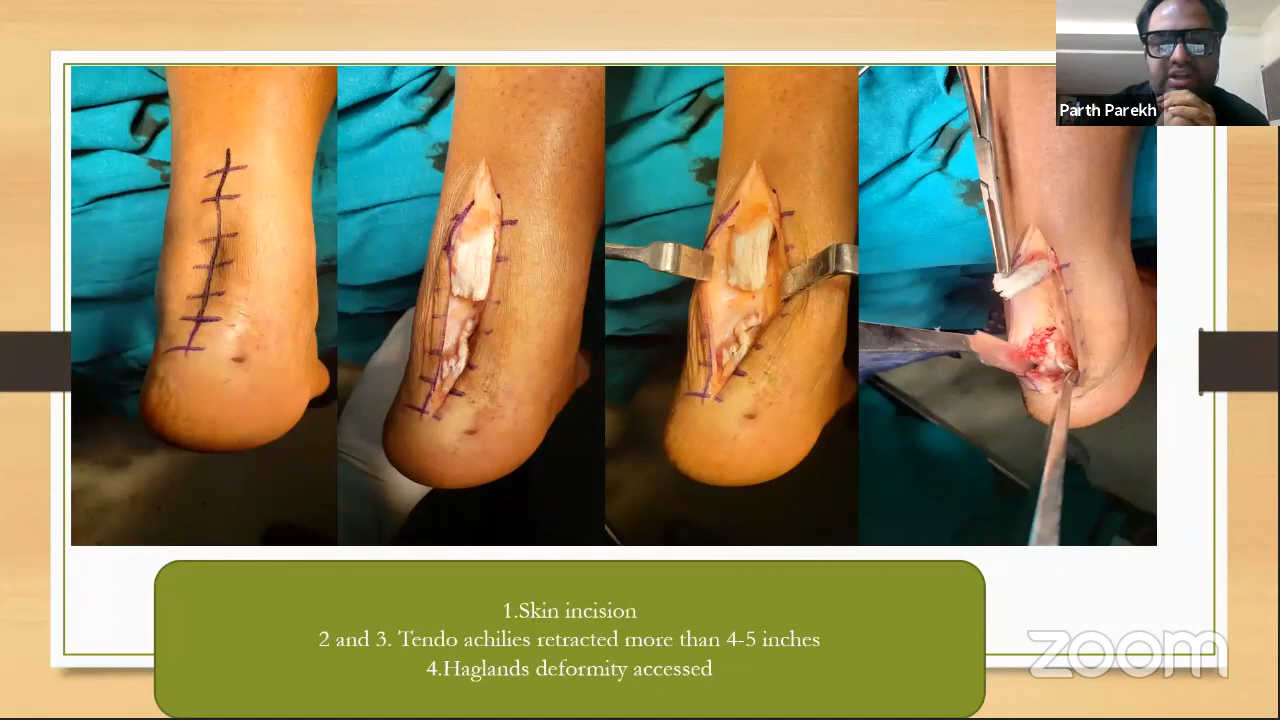 Parth Parekh
1.Skin incision
2 and 3. Tendo achilies retracted more than 4-5 inches
4.Haglands deformity accessed
zoom